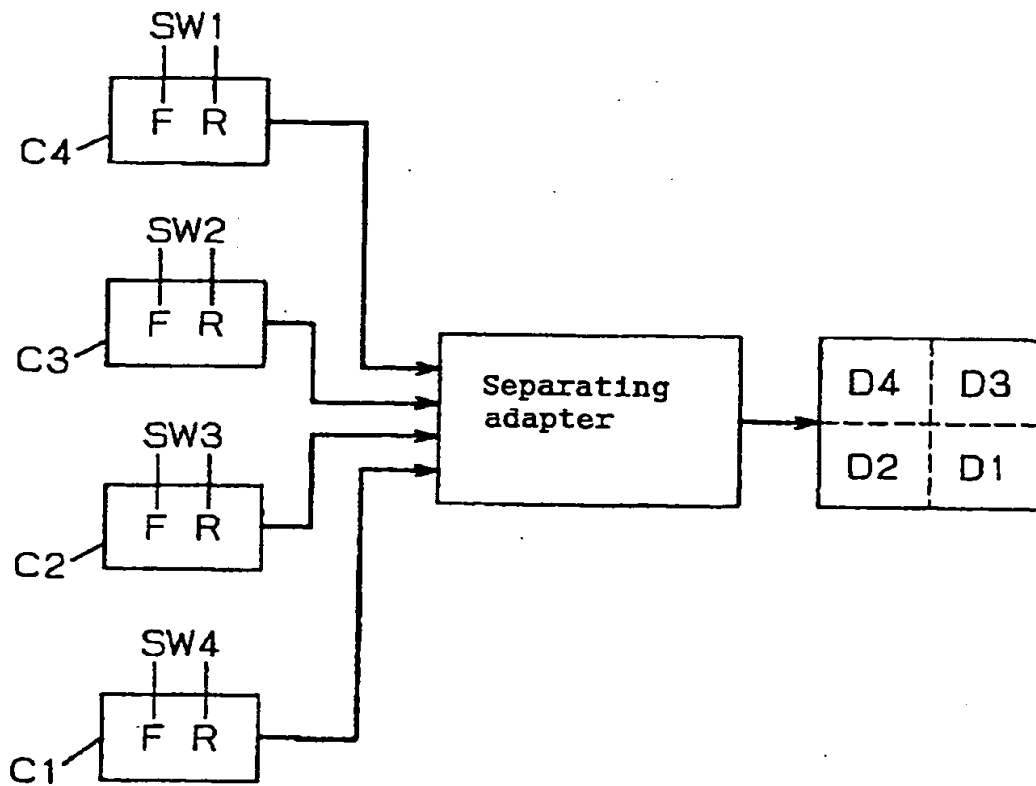 SW1
F R
C4
SW2
F R
C3
SW3
F R
C2
SW4
F R
C1
Separating
adapter
D4 D3
D2 D1